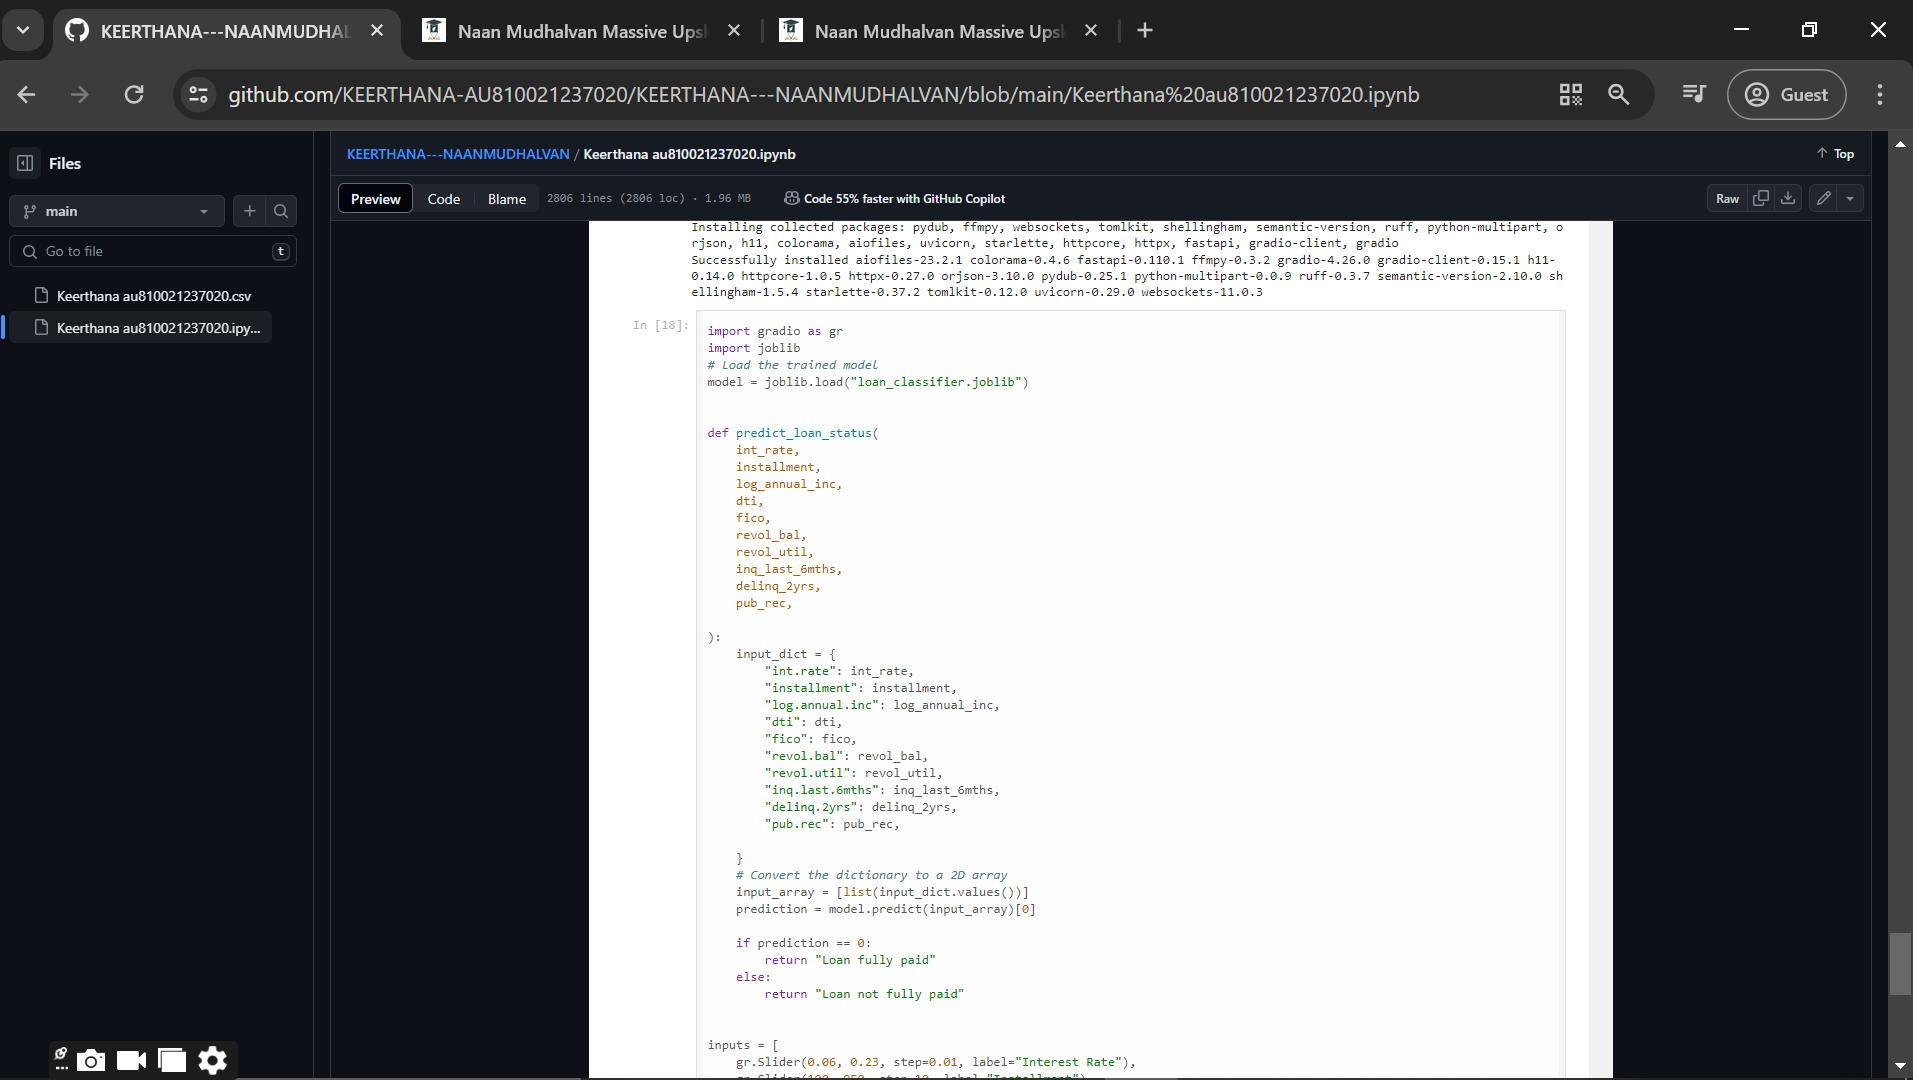 KEERTHANA---NAANMUDHAL
Naan Mudhalvan Massive Ups
Naan Mudhalvan Massive Ups
github.com/KEERTHANA-AU810021237020/KEERTHANA---NAANMUDHALVAN/blob/main/Keerthana%20au810021237020.ipynb
Guest
Files
KEERTHANA---NAANMUDHALVAN / Keerthana au810021237020.ipynb
Top
main
Preview Code Blame 2806 lines (2806 loc) · 1.96 MB Code 55% faster with GitHub Copilot
Raw
Go to file t
Keerthana au810021237020.csv
Keerthana au810021237020.ipy...
Installing collected packages: pydub, ffmpy, websockets, tomlkit, shellingham, semantic-version, ruff, python-multipart, o
rjson, h11, colorama, aiofiles, uvicorn, starlette, httpcore, httpx, fastapi, gradio-client, gradio
Successfully installed aiofiles-23.2.1 colorama-0.4.6 fastapi-0.110.1 ffmpy-0.3.2 gradio-4.26.0 gradio-client-0.15.1 h11-
0.14.0 httpcore-1.0.5 httpx-0.27.0 orjson-3.10.0 pydub-0.25.1 python-multipart-0.0.9 ruff-0.3.7 semantic-version-2.10.0 sh
ellingham-1.5.4 starlette-0.37.2 tomlkit-0.12.0 uvicorn-0.29.0 websockets-11.0.3
In [18]:
import gradio as gr
import joblib
# Load the trained model
model = joblib.load("loan_classifier.joblib")
def predict_loan_status(
int_rate,
installment,
log_annual_inc,
dti,
fico,
revol_bal,
revol_util,
inq_last_6mths,
delinq_2yrs,
pub_rec,
):
input_dict = {
"int.rate": int_rate,
"installment": installment,
"log.annual.inc": log_annual_inc,
"dti": dti,
"fico": fico,
"revol.bal": revol_bal,
"revol.util": revol_util,
"inq.last.6mths": inq_last_6mths,
"delinq.2yrs": delinq_2yrs,
"pub.rec": pub_rec,
}
# Convert the dictionary to a 2D array
input_array = [list(input_dict.values())]
prediction = model.predict(input_array)[0]
if prediction == 0:
return "Loan fully paid"
else:
return "Loan not fully paid"
inputs = [
gr.Slider(0.06, 0.23, step=0.01, label="Interest Rate"),